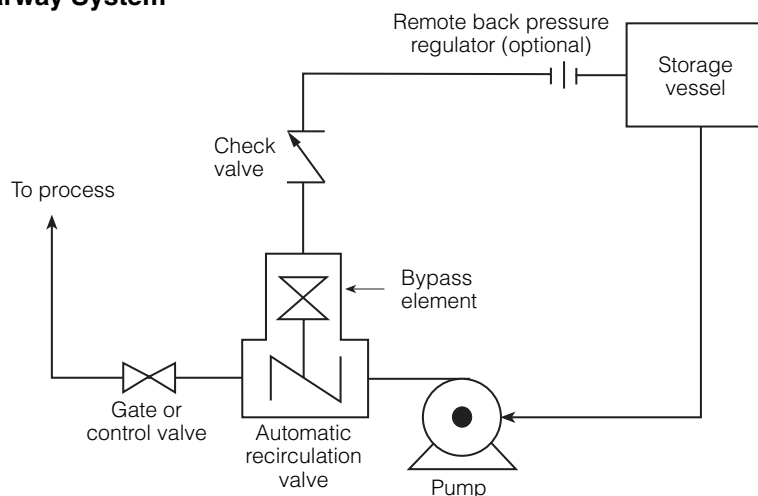 System
Remote back pressure
regulator (optional)
Storage
vessel
Check
valve
To process
Bypass
element
Gate or
control valve
Automatic
recirculation
valve
Pump